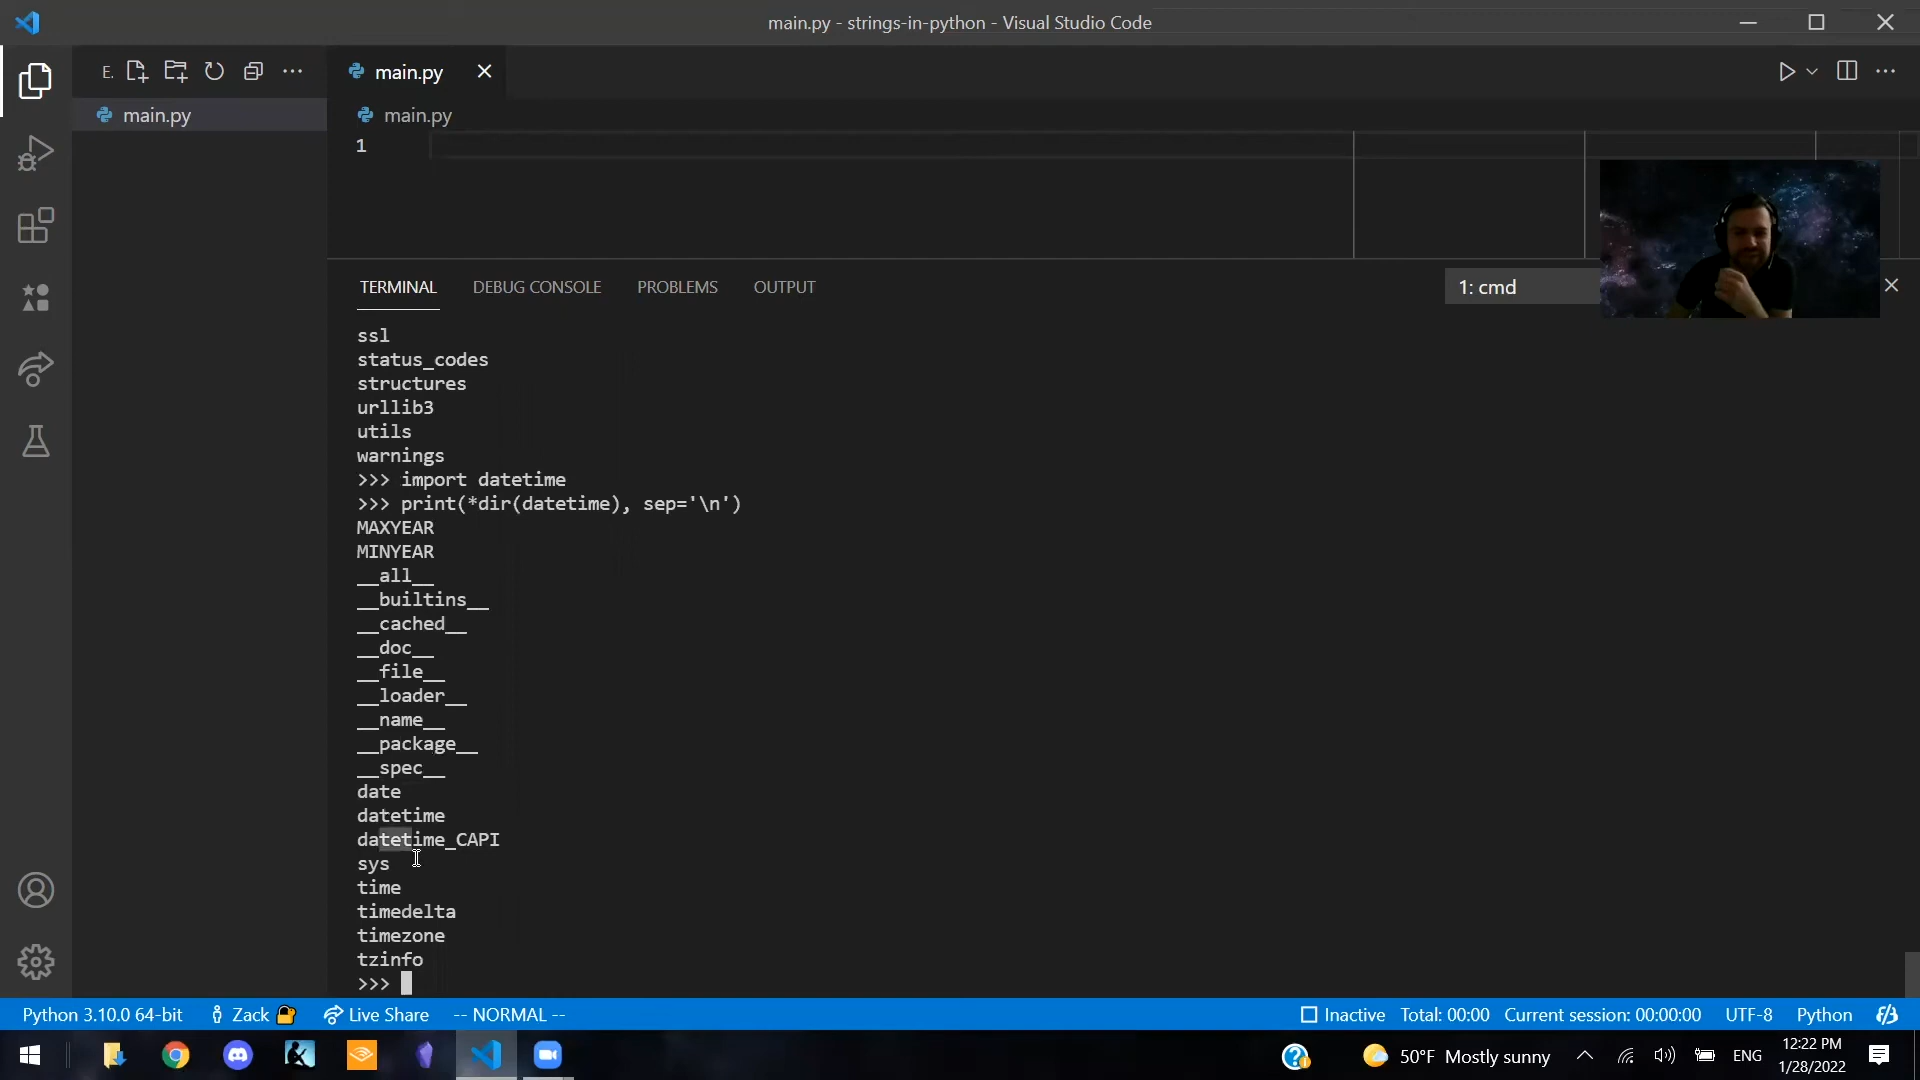 main.py - strings-in-python - Visual Studio Code
E.
main.py
main.py
main.py
1
TERMINAL
DEBUG CONSOLE
PROBLEMS
OUTPUT
1: cmd
ssl
status_codes
structures
urllib3
utils
warnings
>>> import datetime
>>> print(*dir(datetime), sep='\n')
MAXYEAR
MINYEAR
__all__
__builtins__
__cached__
__doc__
__file__
__loader__
__name__
__package__
__spec__
date
datetime
datetime_CAPI
sys
time
timedelta
timezone
tzinfo
>>>
Python 3.10.0 64-bit
Zack
Live Share
-- NORMAL --
Inactive
Total: 00:00
Current session: 00:00:00
UTF-8
Python
50°F Mostly sunny
ENG
12:22 PM
1/28/2022